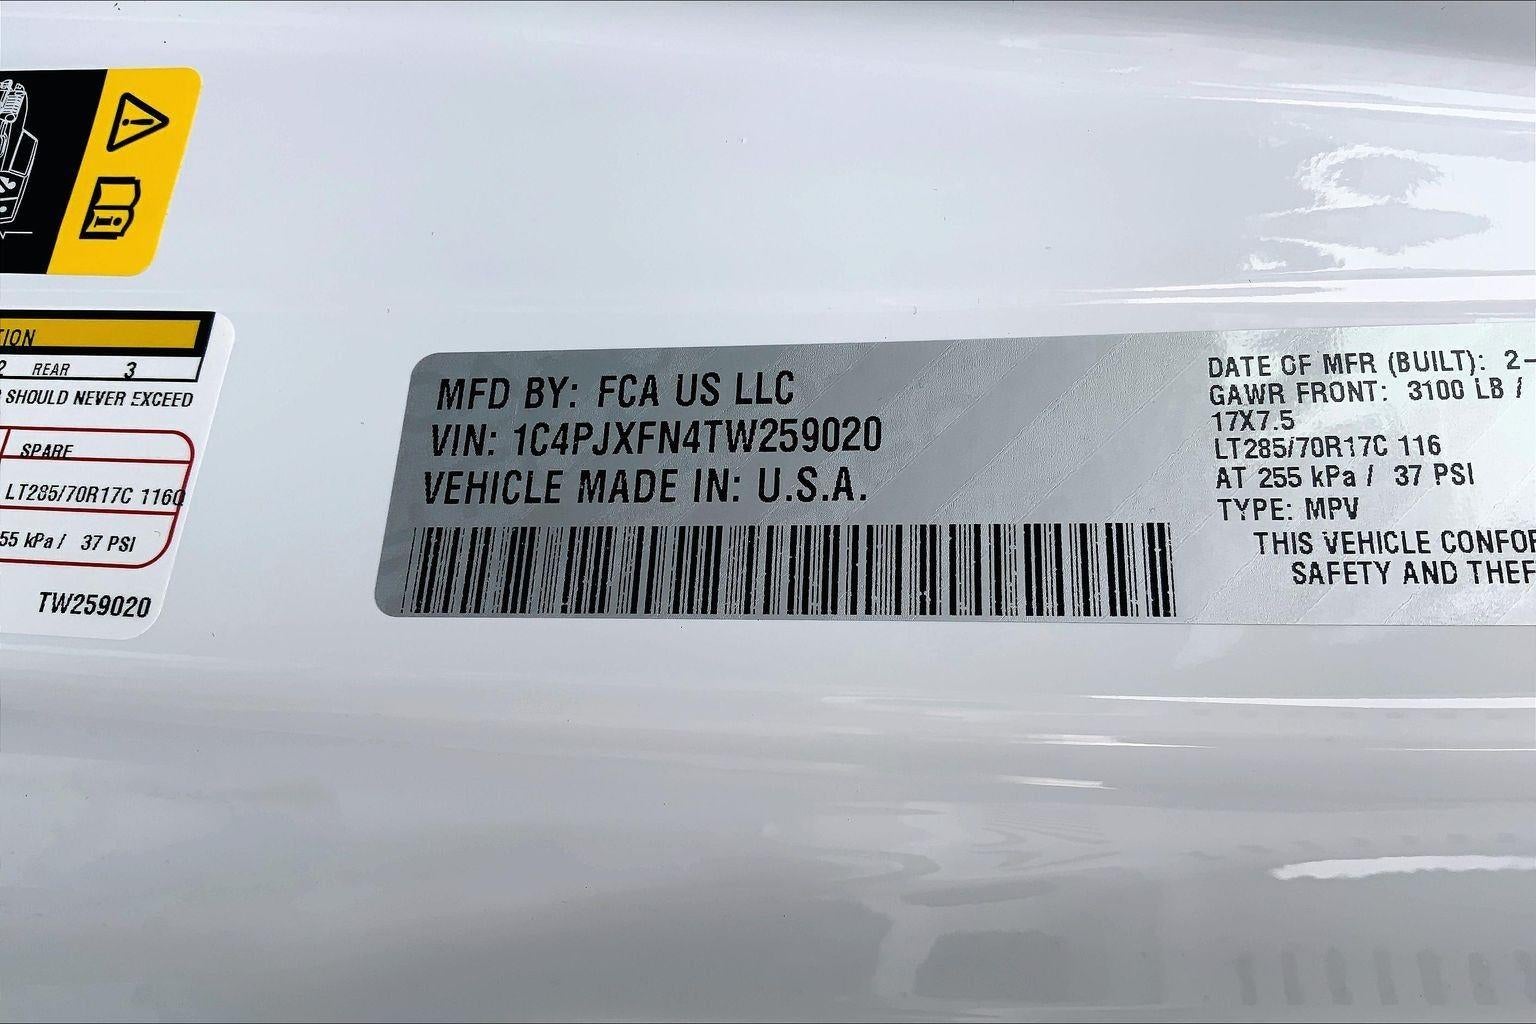 TION
2 REAR 3
SHOULD NEVER EXCEED
SPARE
LT285/70R17C 116Q
55 kPa / 37 PSI
TW259020
MFD BY: FCA US LLC
VIN: 1C4PJXFN4TW259020
VEHICLE MADE IN: U.S.A.
DATE OF MFR (BUILT): 2-
GAWR FRONT: 3100 LB /
17X7.5
LT285/70R17C 116
AT 255 kPa / 37 PSI
TYPE: MPV
THIS VEHICLE CONFOR
SAFETY AND THEF